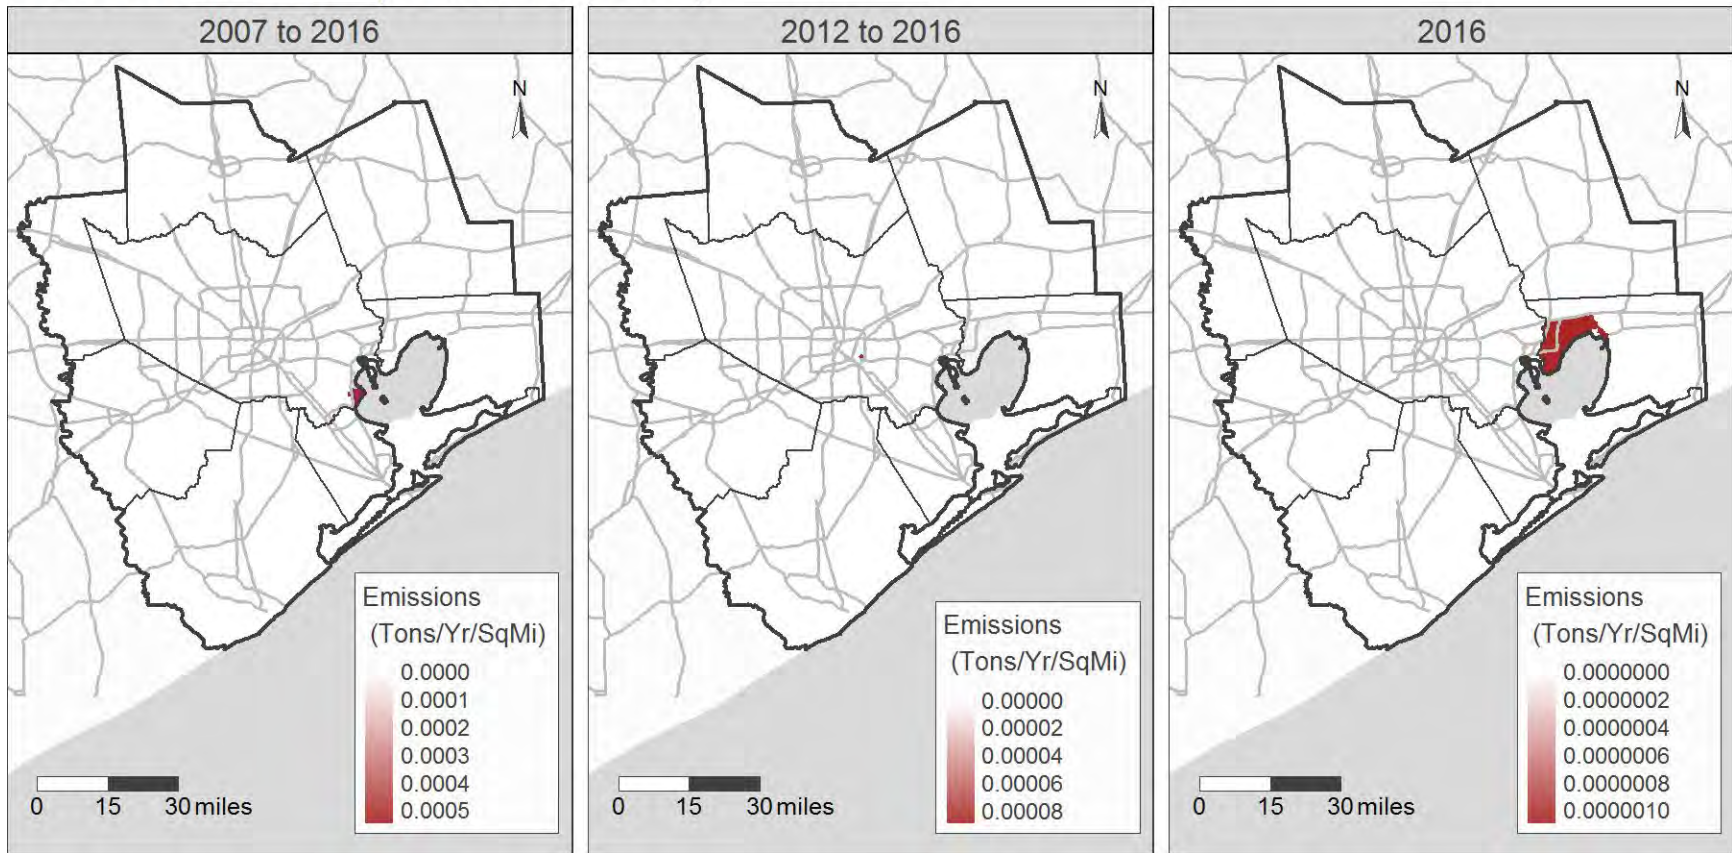 2007 to 2016
N
Emissions
(Tons/Yr/SqMi)
0.0000
0.0001
0.0002
0.0003
0.0004
0.0005
0 15 30 miles
2012 to 2016
N
Emissions
(Tons/Yr/SqMi)
0.00000
0.00002
0.00004
0.00006
0.00008
0 15 30 miles
2016
N
Emissions
(Tons/Yr/SqMi)
0.0000000
0.0000002
0.0000004
0.0000006
0.0000008
0.0000010
0 15 30 miles